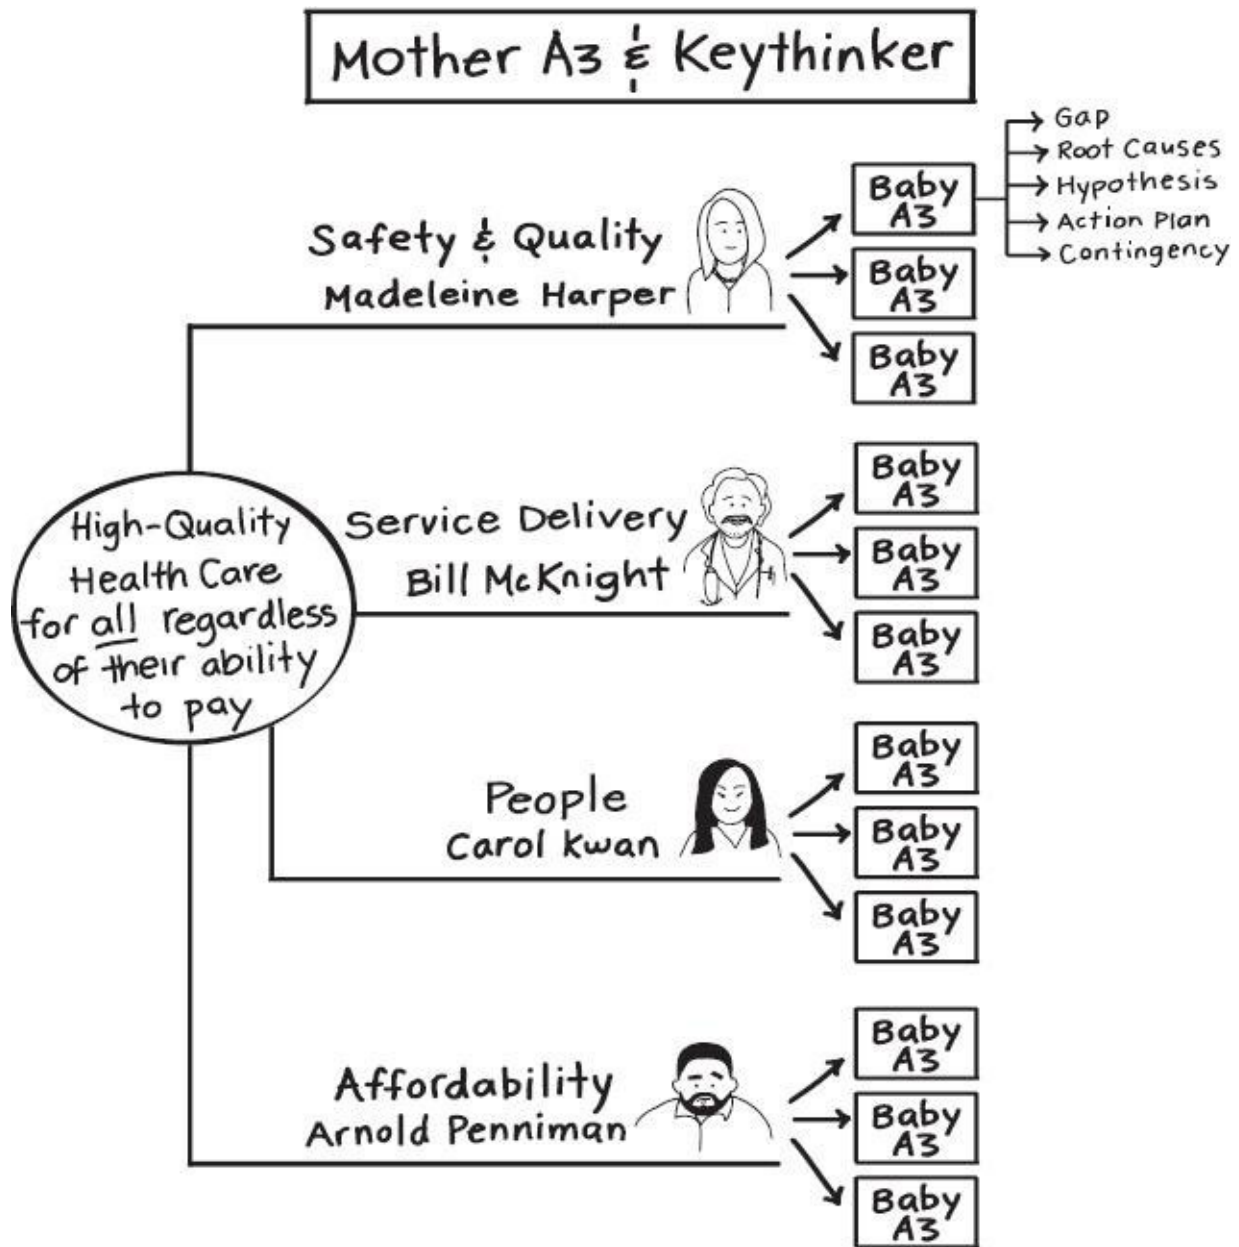 Mother A3 & Keythinker
Safety & Quality
Madeleine Harper
Baby
A3
Gap
Root Causes
Hypothesis
Action Plan
Contingency
Baby
A3
Baby
A3
High-Quality
Health Care
for all regardless
of their ability
to pay
Service Delivery
Bill McKnight
Baby
A3
Baby
A3
Baby
A3
People
Carol Kwan
Baby
A3
Baby
A3
Baby
A3
Affordability
Arnold Penniman
Baby
A3
Baby
A3
Baby
A3